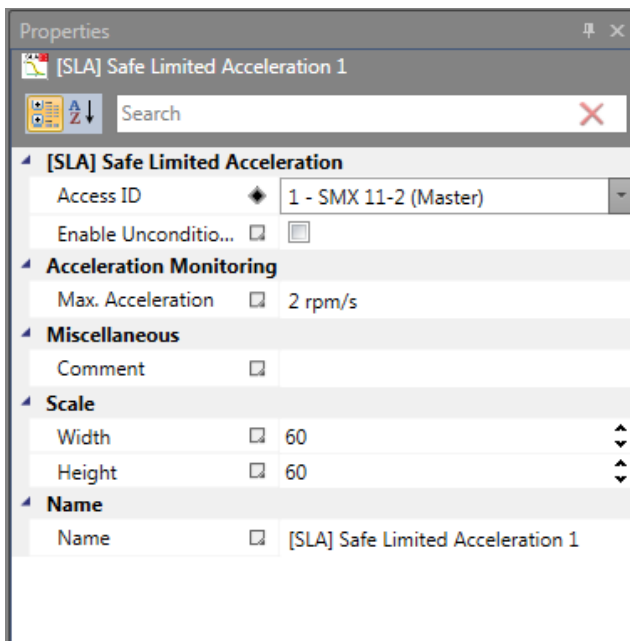 Properties
[SLA] Safe Limited Acceleration 1
A Z Search
[SLA] Safe Limited Acceleration
Access ID 1 - SMX 11-2 (Master)
Enable Unconditio...
Acceleration Monitoring
Max. Acceleration 2 rpm/s
Miscellaneous
Comment
Scale
Width 60
Height 60
Name
Name [SLA] Safe Limited Acceleration 1